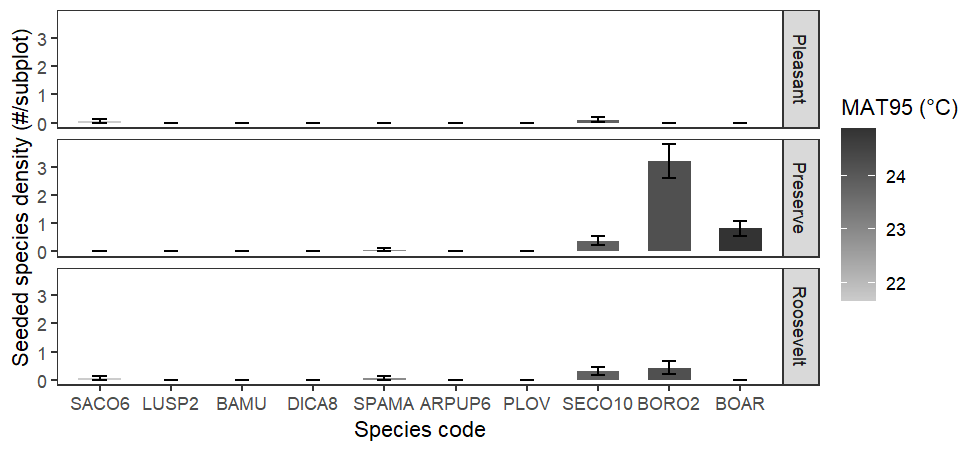 Seeded species density (#/subplot)
3
2
1
0
Pleasant
3
2
1
0
Preserve
3
2
1
0
Roosevelt
SACO6 LUSP2 BAMU DICA8 SPAMA ARPUP6 PLOV SECO10 BORO2 BOAR
Species code
MAT95 (°C)
24
23
22